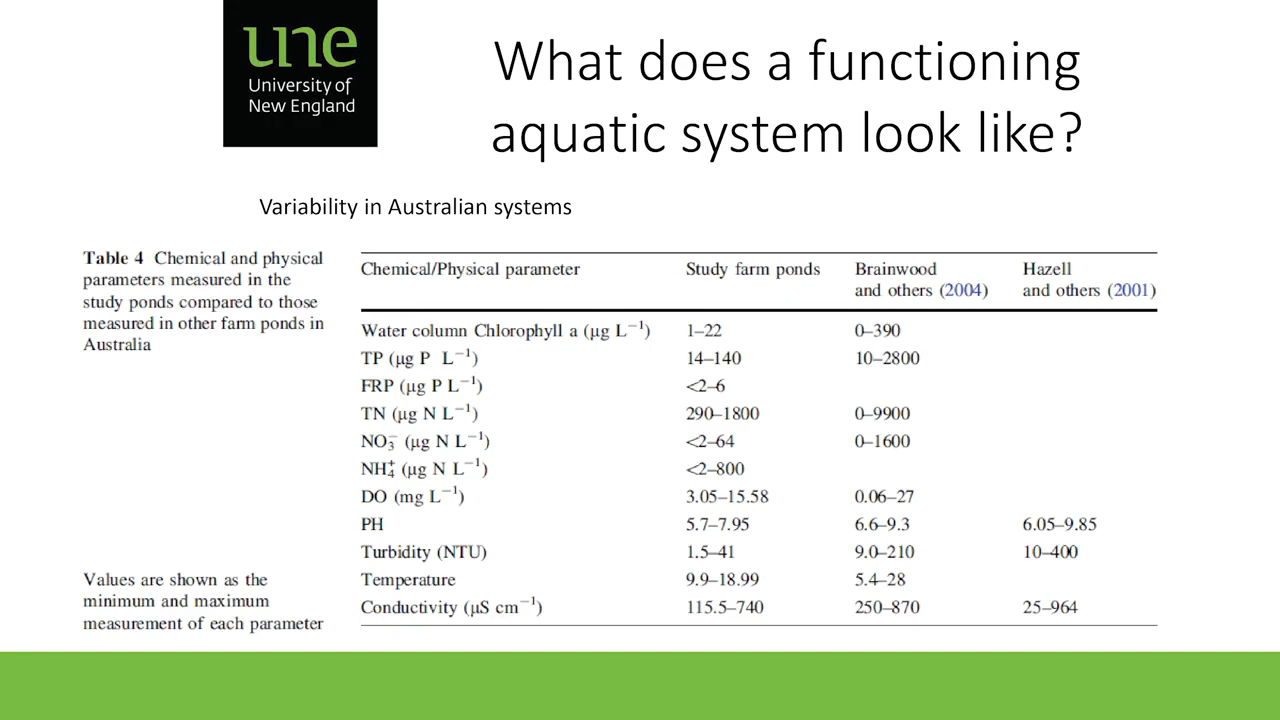 une
University of
New England
What does a functioning
aquatic system look like?
Variability in Australian systems
Table 4 Chemical and physical
parameters measured in the
study ponds compared to those
measured in other farm ponds in
Australia
Values are shown as the
minimum and maximum
measurement of each parameter
Chemical/Physical parameter Study farm ponds Brainwood and others (2004) Hazell and others (2001)
Water column Chlorophyll a (μg L⁻¹) 1–22 0–390
TP (μg P L⁻¹) 14–140 10–2800
FRP (μg P L⁻¹) <2–6
TN (μg N L⁻¹) 290–1800 0–9900
NO₃⁻ (μg N L⁻¹) <2–64 0–1600
NH₄⁺ (μg N L⁻¹) <2–800
DO (mg L⁻¹) 3.05–15.58 0.06–27
PH 5.7–7.95 6.6–9.3 6.05–9.85
Turbidity (NTU) 1.5–41 9.0–210 10–400
Temperature 9.9–18.99 5.4–28
Conductivity (μS cm⁻¹) 115.5–740 250–870 25–964